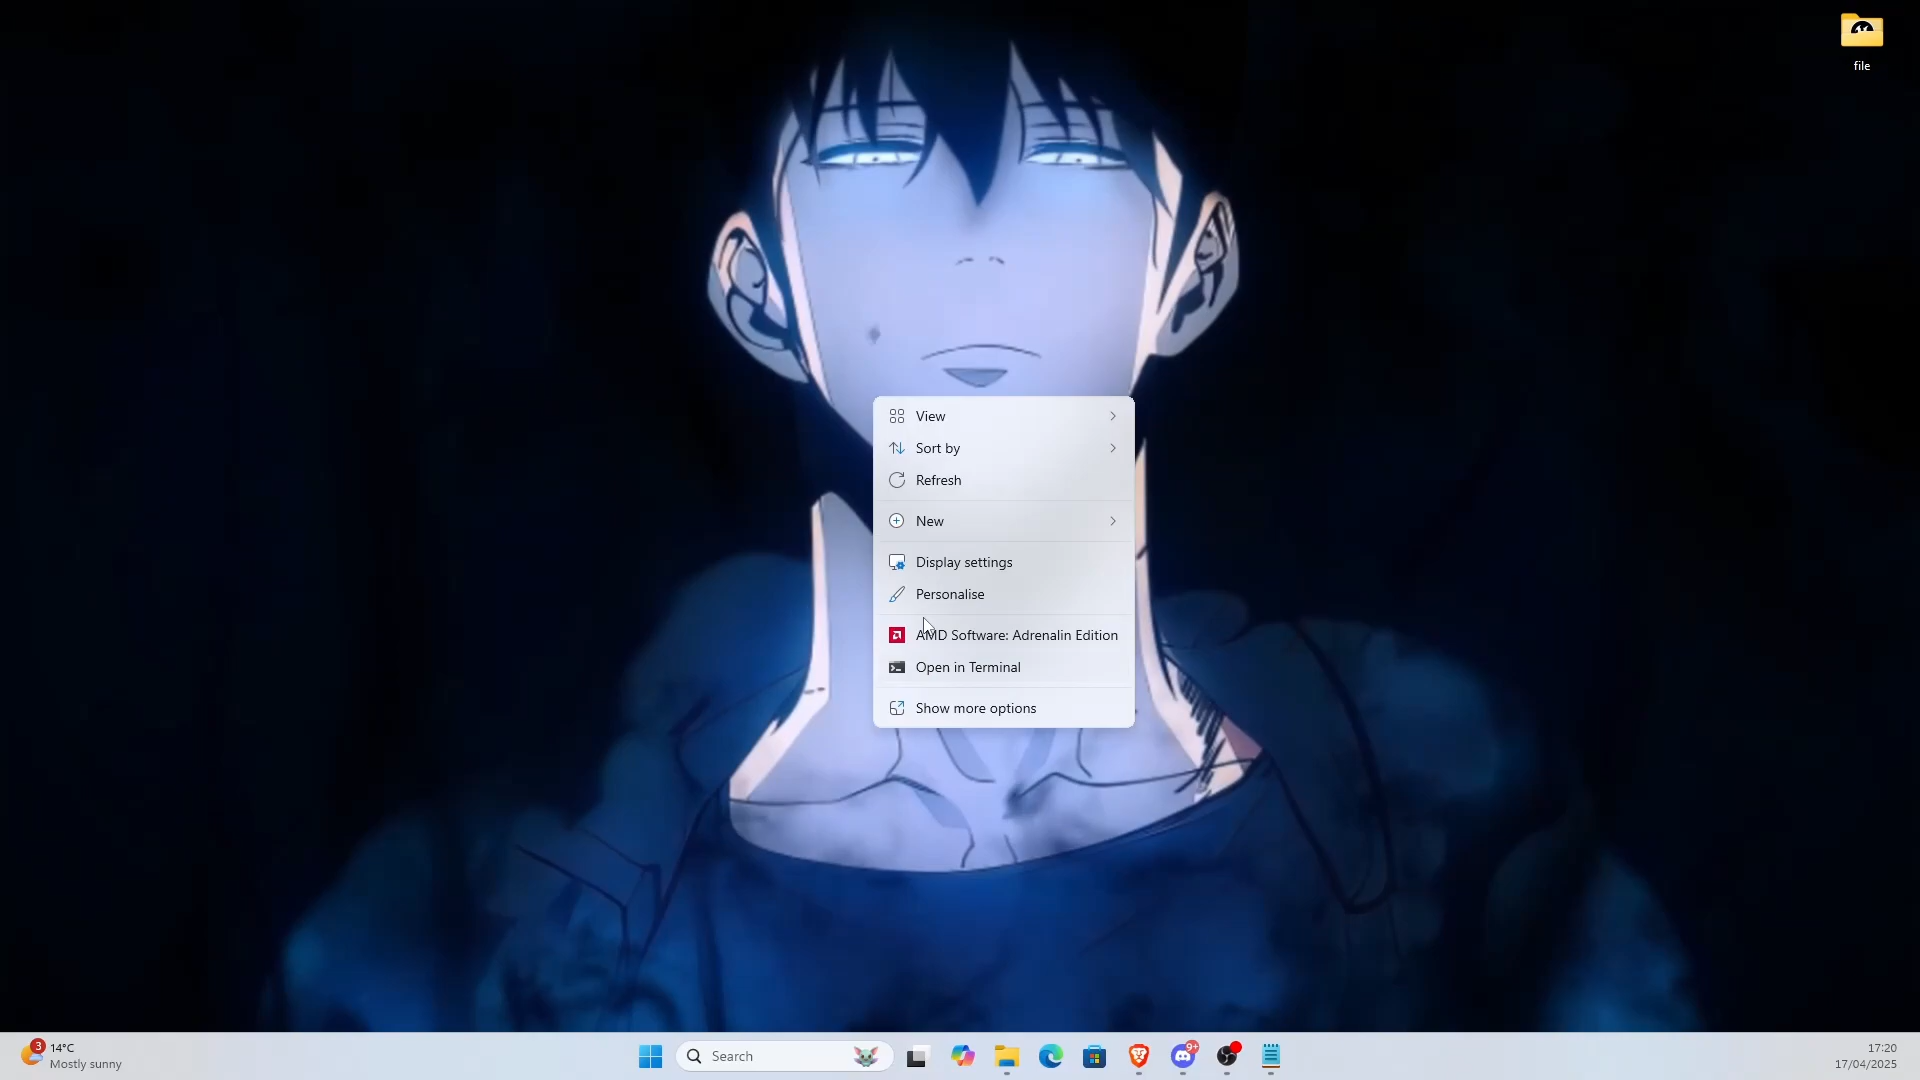 file
View
Sort by
Refresh
New
Display settings
Personalise
AMD Software: Adrenalin Edition
Open in Terminal
Show more options
3
14°C
Mostly sunny
Search
9+
17:20
17/04/2025